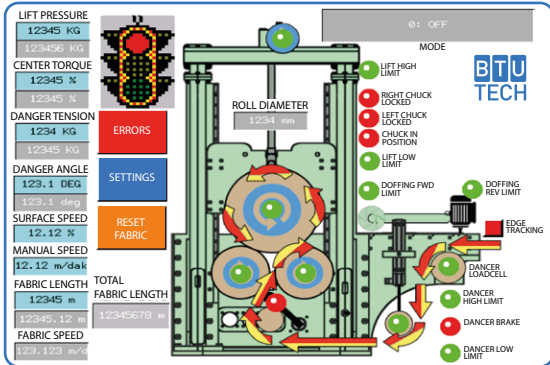 LIFT PRESSURE
12345 KG
123456 KG
CENTER TORQUE
12345 %
12345 %
DANGER TENSION
1234 KG
12345 KG
DANGER ANGLE
123.1 DEG
123.1 deg
SURFACE SPEED
12.12 %
MANUAL SPEED
12.12 m/dak
FABRIC LENGTH
12345 m
12345.12 m
FABRIC SPEED
123.123 m/d
ERRORS
SETTINGS
RESET
FABRIC
TOTAL
FABRIC LENGTH
12345678 m
ROLL DIAMETER
1234 mm
0: OFF
MODE
BTU
TECH
LIFT HIGH
LIMIT
RIGHT CHUCK
LOCKED
LEFT CHUCK
LOCKED
CHUCK IN
POSITION
LIFT LOW
LIMIT
DOFFING FWD
LIMIT
DOFFING
REV LIMIT
EDGE
TRACKING
DANCER
LOADCELL
DANCER
HIGH LIMIT
DANCER BRAKE
DANCER LOW
LIMIT